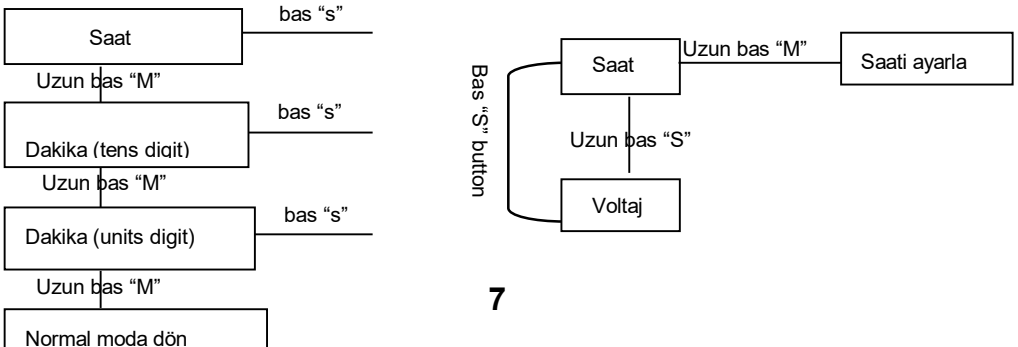 bas “s”
Saat
Uzun bas “M”
bas “s”
Dakika (tens digit)
Uzun bas “M”
bas “s”
Dakika (units digit)
Uzun bas “M”
Normal moda dön
Bas “S” button
Saat
Uzun bas “M”
Saati ayarla
Uzun bas “S”
Voltaj
7